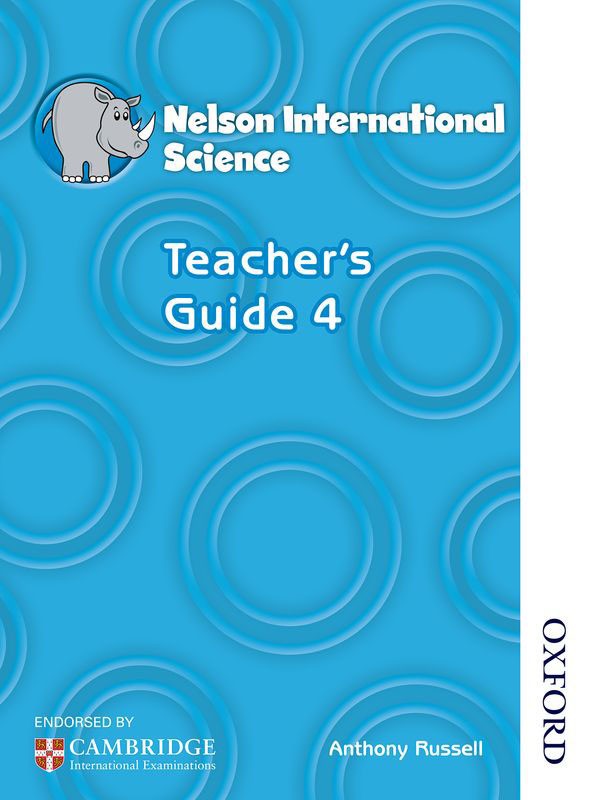 Nelson International
Science
Teacher's
Guide 4
ENDORSED BY
CAMBRIDGE
International Examinations
Anthony Russell
OXFORD